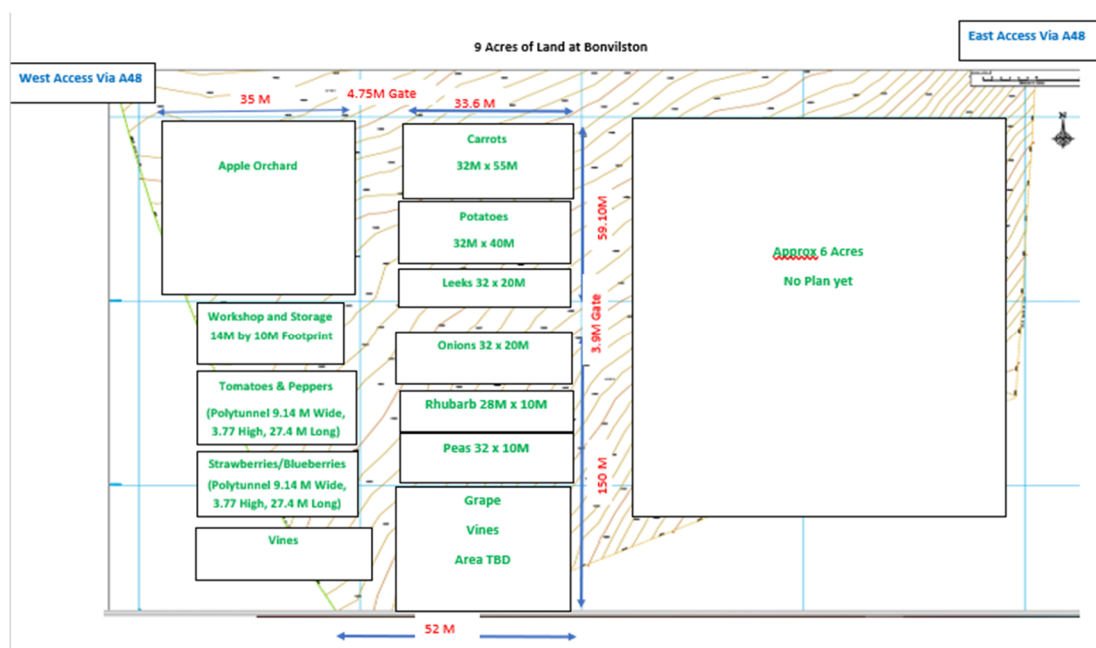 9 Acres of Land at Bonvilston
East Access Via A48
West Access Via A48
35 M
4.75M Gate
33.6 M
N
Apple Orchard
Carrots
32M x 55M
Potatoes
32M x 40M
Leeks 32 x 20M
59.10M
Approx 6 Acres
No Plan yet
Workshop and Storage
14M by 10M Footprint
Onions 32 x 20M
3.9M Gate
Tomatoes & Peppers
(Polytunnel 9.14 M Wide,
3.77 High, 27.4 M Long)
Rhubarb 28M x 10M
Peas 32 x 10M
Strawberries/Blueberries
(Polytunnel 9.14 M Wide,
3.77 High, 27.4 M Long)
150 M
Grape
Vines
Area TBD
Vines
52 M